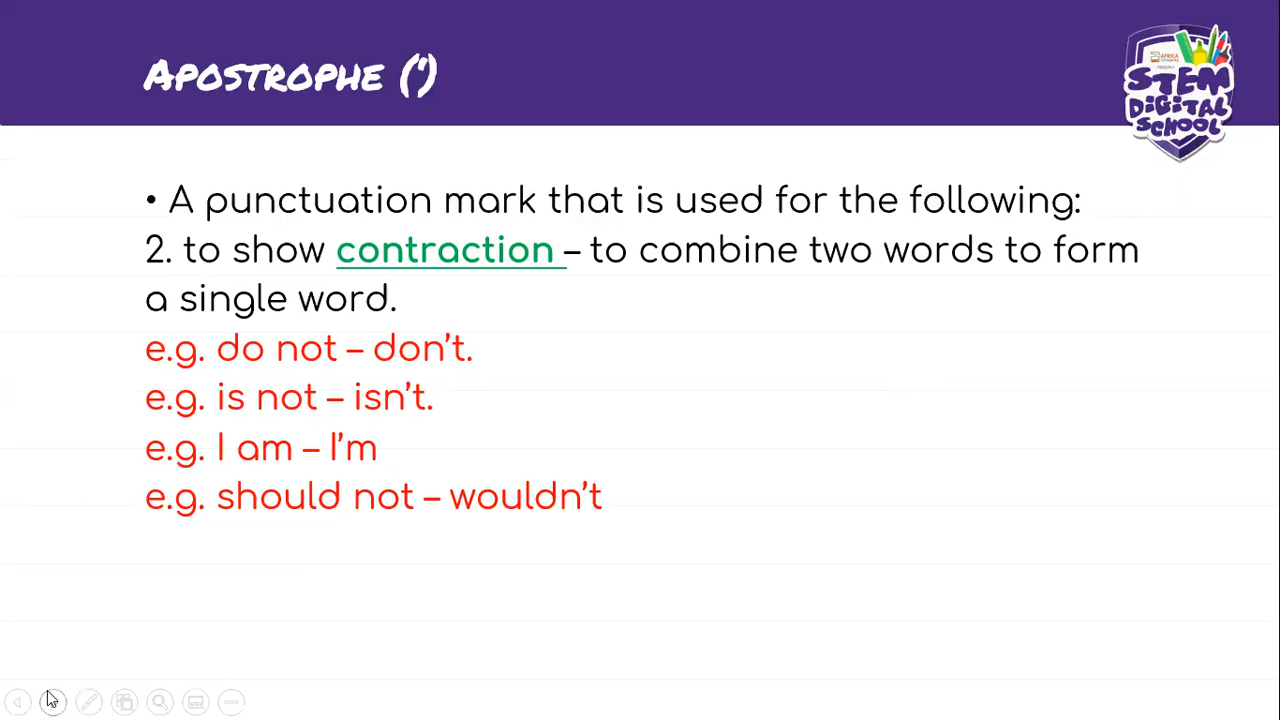 APOSTROPHE (')
AFRICA
STEM
DIGITAL
SCHOOL
• A punctuation mark that is used for the following:
2. to show contraction – to combine two words to form
a single word.
e.g. do not – don’t.
e.g. is not – isn’t.
e.g. I am – I’m
e.g. should not – wouldn’t